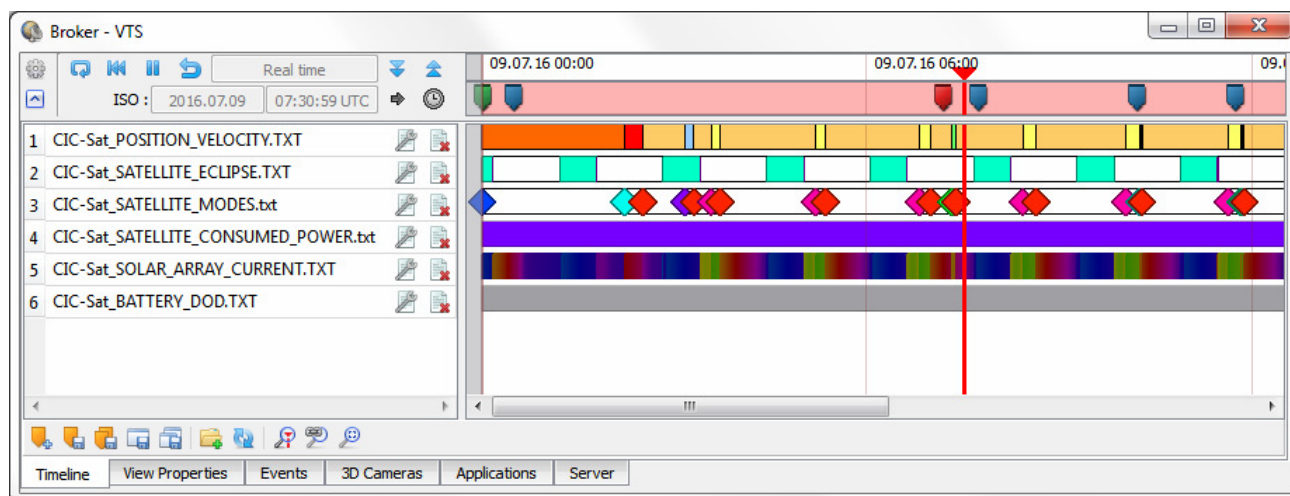 Broker - VTS
Real time
ISO : 2016.07.09 07:30:59 UTC
09.07.16 00:00 09.07.16 06:00 09.
1 CIC-Sat_POSITION_VELOCITY.TXT
2 CIC-Sat_SATELLITE_ECLIPSE.TXT
3 CIC-Sat_SATELLITE_MODES.txt
4 CIC-Sat_SATELLITE_CONSUMED_POWER.txt
5 CIC-Sat_SOLAR_ARRAY_CURRENT.TXT
6 CIC-Sat_BATTERY_DOD.TXT
Timeline View Properties Events 3D Cameras Applications Server